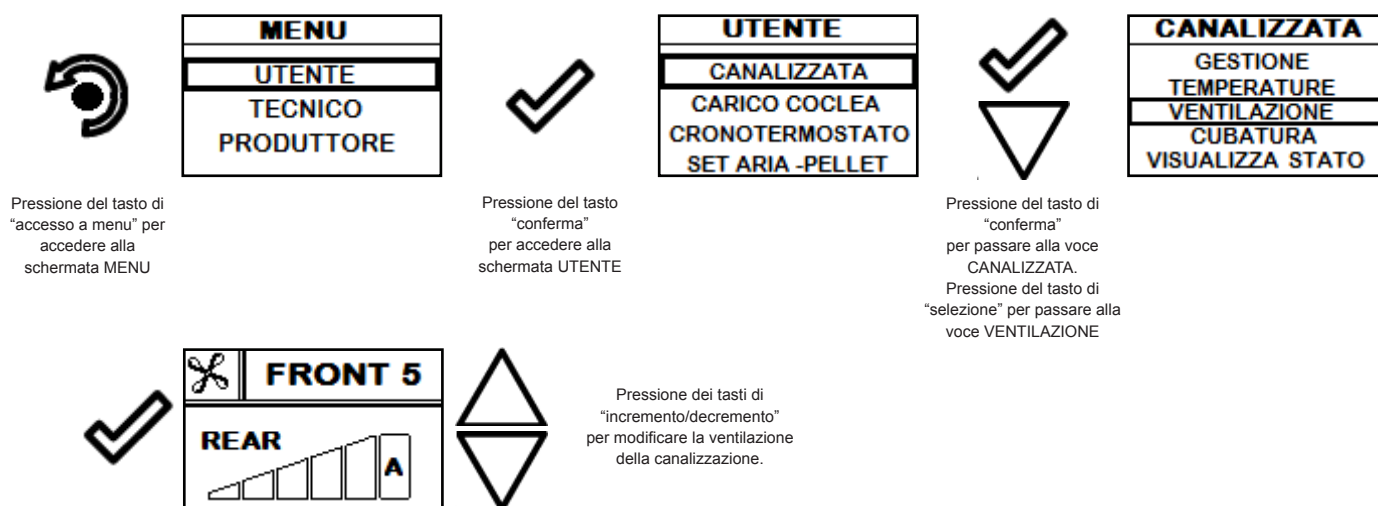 MENU
UTENTE
TECNICO
PRODUTTORE
UTENTE
CANALIZZATA
CARICO COCLEA
CRONOTERMOSTATO
SET ARIA -PELLET
CANALIZZATA
GESTIONE
TEMPERATURE
VENTILAZIONE
CUBATURA
VISUALIZZA STATO
Pressione del tasto di
“accesso a menu” per
accedere alla
schermata MENU
Pressione del tasto
“conferma”
per accedere alla
schermata UTENTE
Pressione del tasto di
“conferma”
per passare alla voce
CANALIZZATA.
Pressione del tasto di
“selezione” per passare alla
voce VENTILAZIONE
FRONT 5
REAR
A
Pressione dei tasti di
“incremento/decremento”
per modificare la ventilazione
della canalizzazione.